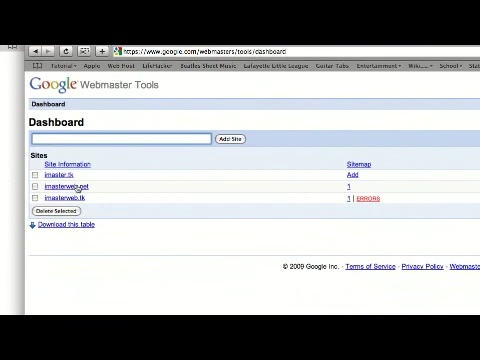 https://www.google.com/webmasters/tools/dashboard
Tutorial Apple Web Host LifeHacker Beatles Sheet Music Lafayette Little League Guitar Tabs Entertainment School
Google Webmaster Tools
Dashboard
Dashboard
Add Site
Sites
Site Information Sitemap
imaster.tk Add
imasterweb.net 1
imasterweb.tk 1 | ERRORS
Delete Selected
Download this table
© 2009 Google Inc. - Terms of Service - Privacy Policy - Webmaste